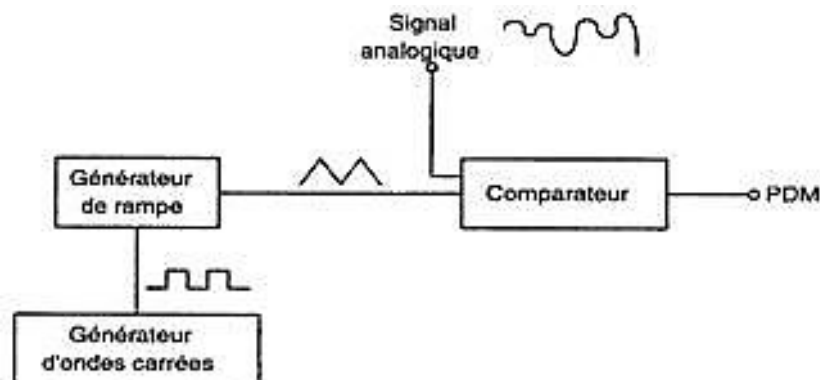 Signal
analogique
Générateur
de rampe
Comparateur
PDM
Générateur
d'ondes carrées